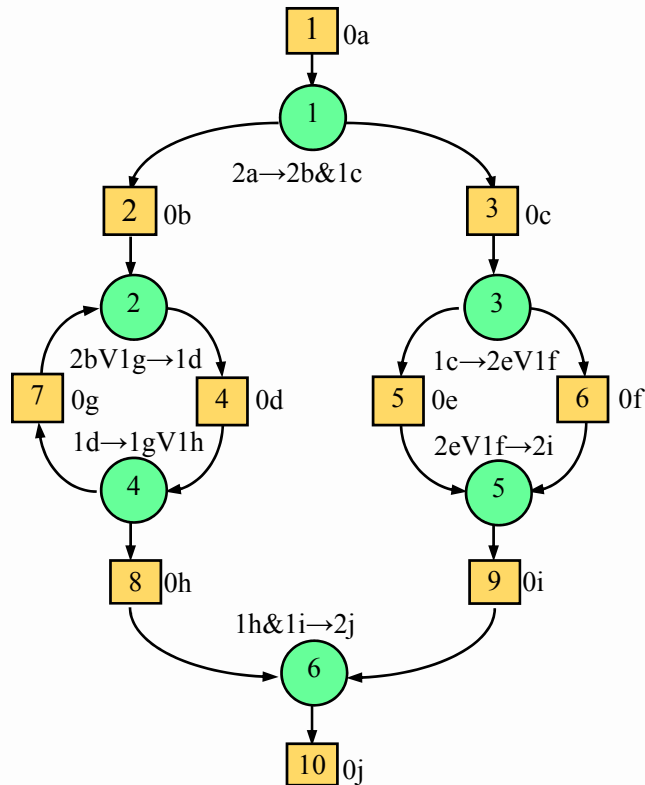 1 0a
1
2a→2b&1c
2 0b 3 0c
2 3
2bV1g→1d 1c→2eV1f
7 0g 4 0d 5 0e 6 0f
1d→1gV1h 2eV1f→2i
4 5
8 0h 9 0i
1h&1i→2j
6
10 0j